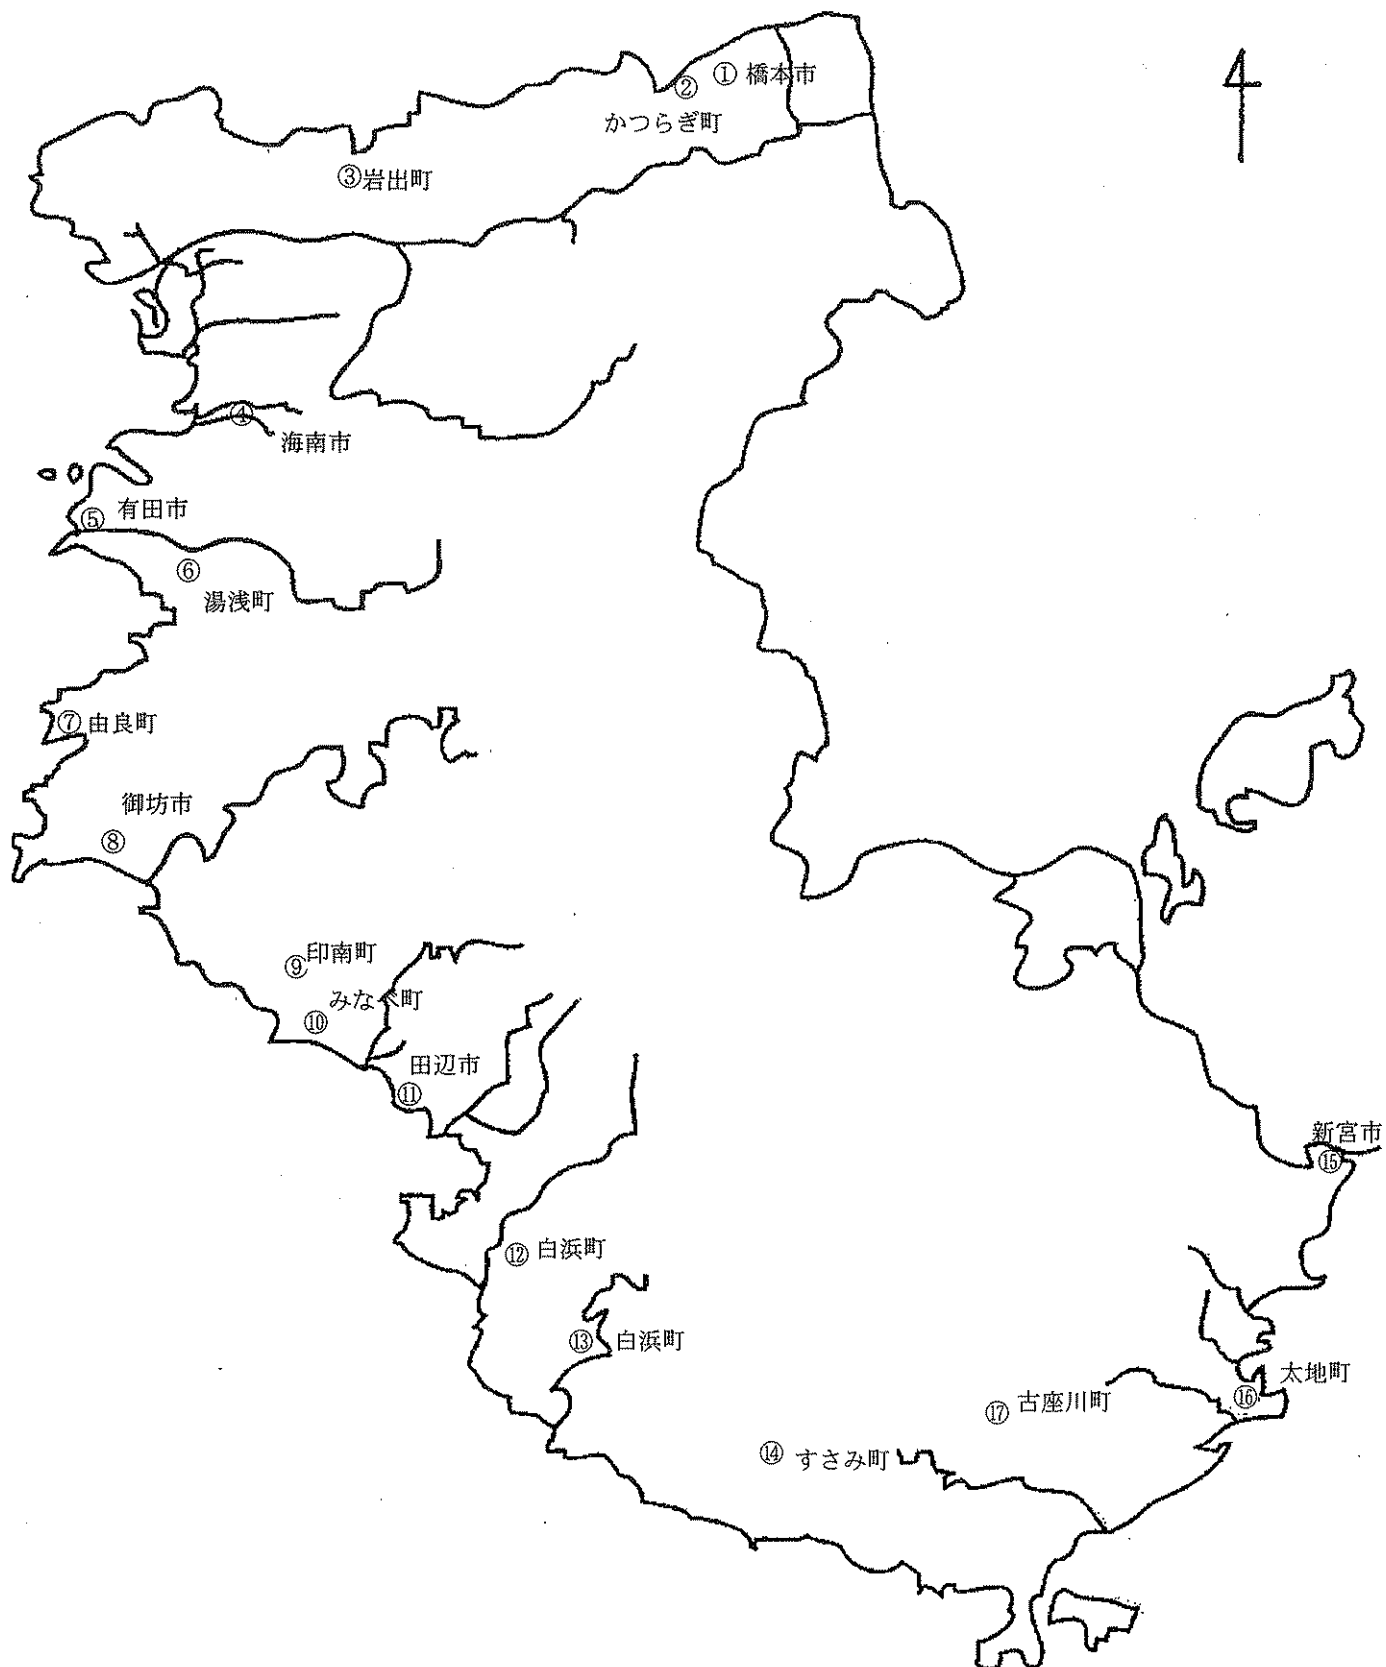 ① 橋本市
②
かつらぎ町
③岩出町
④
海南市
有田市
⑤
⑥
湯浅町
⑦由良町
御坊市
⑧
⑨印南町
みなべ町
⑩
田辺市
⑪
新宮市
⑮
⑫ 白浜町
⑬ 白浜町
太地町
⑯
⑰ 古座川町
⑭ すさみ町